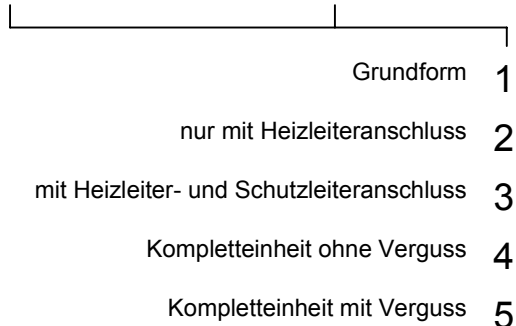 Grundform 1
nur mit Heizleiteranschluss 2
mit Heizleiter- und Schutzleiteranschluss 3
Kompletteinheit ohne Verguss 4
Kompletteinheit mit Verguss 5